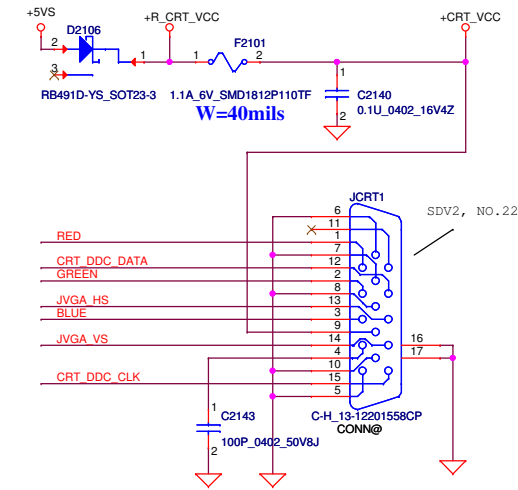 +5VS
+R_CRT_VCC
+CRT_VCC
D2106
2
1
3
RB491D-YS_SOT23-3
F2101
1
2
1.1A_6V_SMD1812P110TF
W=40mils
1
C2140
0.1U_0402_16V4Z
2
JCRT1
SDV2, NO.22
6
11
RED
1
7
CRT_DDC_DATA
12
GREEN
2
8
JVGA_HS
13
BLUE
3
9
JVGA_VS
14
4
10
CRT_DDC_CLK
15
5
16
17
1
C2143
100P_0402_50V8J
2
C-H_13-12201558CP
CONN@